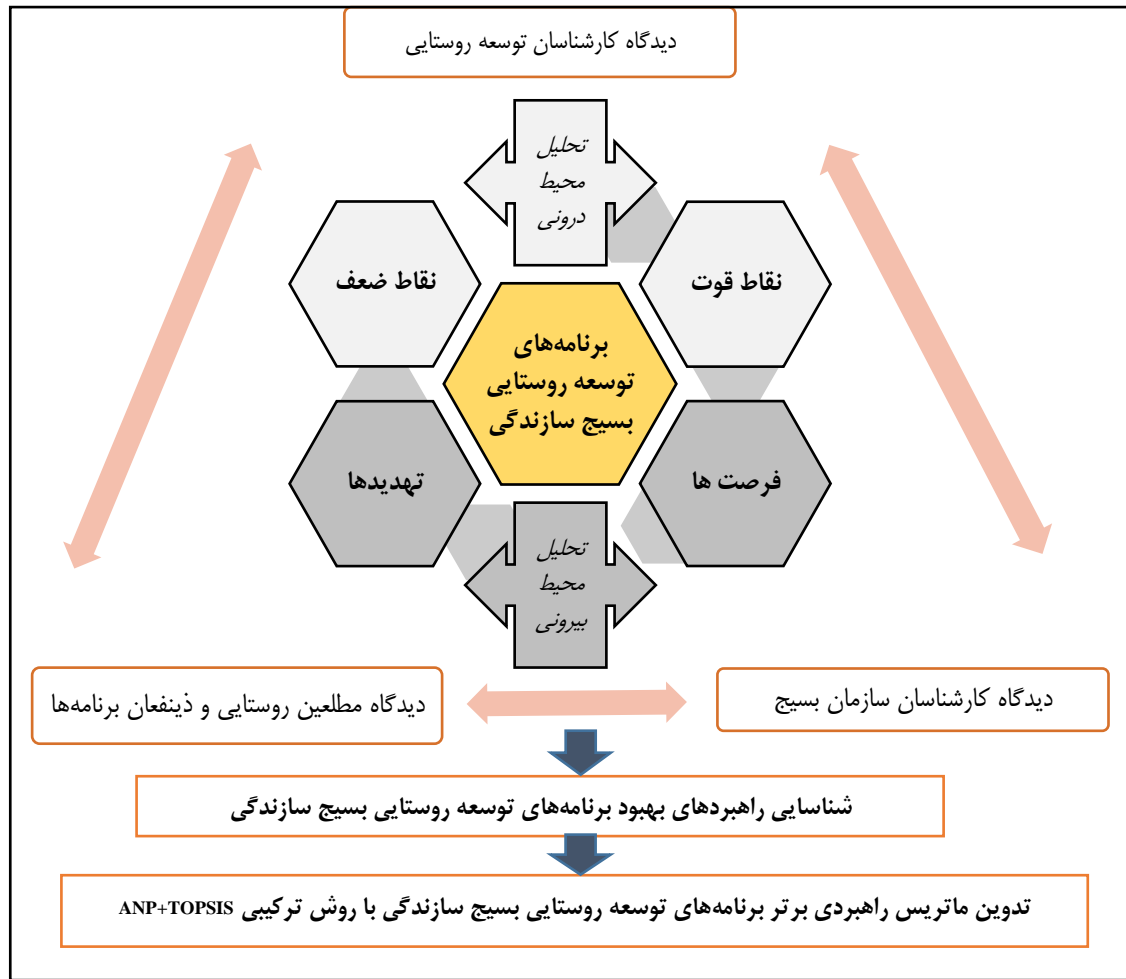 دیدگاه کارشناسان توسعه روستایی
تحلیل
محیط
درونی
نقاط قوت
نقاط ضعف
برنامه‌های
توسعه روستایی
بسیج سازندگی
فرصت ها
تهدیدها
تحلیل
محیط
بیرونی
دیدگاه کارشناسان سازمان بسیج
دیدگاه مطلعین روستایی و ذینفعان برنامه‌ها
شناسایی راهبردهای بهبود برنامه‌های توسعه روستایی بسیج سازندگی
تدوین ماتریس راهبردی برتر برنامه‌های توسعه روستایی بسیج سازندگی با روش ترکیبی ANP+TOPSIS